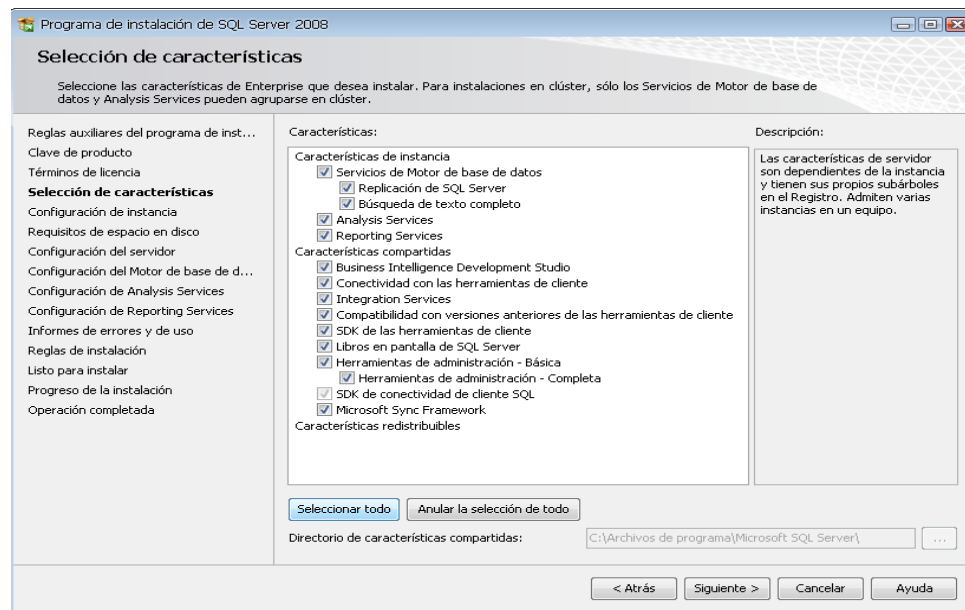 Programa de instalación de SQL Server 2008
Selección de características
Seleccione las características de Enterprise que desea instalar. Para instalaciones en clúster, sólo los Servicios de Motor de base de
datos y Analysis Services pueden agruparse en clúster.
Reglas auxiliares del programa de inst...
Clave de producto
Términos de licencia
Selección de características
Configuración de instancia
Requisitos de espacio en disco
Configuración del servidor
Configuración del Motor de base de d...
Configuración de Analysis Services
Configuración de Reporting Services
Informes de errores y de uso
Reglas de instalación
Listo para instalar
Progreso de la instalación
Operación completada
Características:
Características de instancia
Servicios de Motor de base de datos
Replicación de SQL Server
Búsqueda de texto completo
Analysis Services
Reporting Services
Características compartidas
Business Intelligence Development Studio
Conectividad con las herramientas de cliente
Integration Services
Compatibilidad con versiones anteriores de las herramientas de cliente
SDK de las herramientas de cliente
Libros en pantalla de SQL Server
Herramientas de administración - Básica
Herramientas de administración - Completa
SDK de conectividad de cliente SQL
Microsoft Sync Framework
Características redistribuibles
Descripción:
Las características de servidor
son dependientes de la instancia
y tienen sus propios subárboles
en el Registro. Admiten varias
instancias en un equipo.
Seleccionar todo
Anular la selección de todo
Directorio de características compartidas:
C:\Archivos de programa\Microsoft SQL Server\
...
< Atrás
Siguiente >
Cancelar
Ayuda